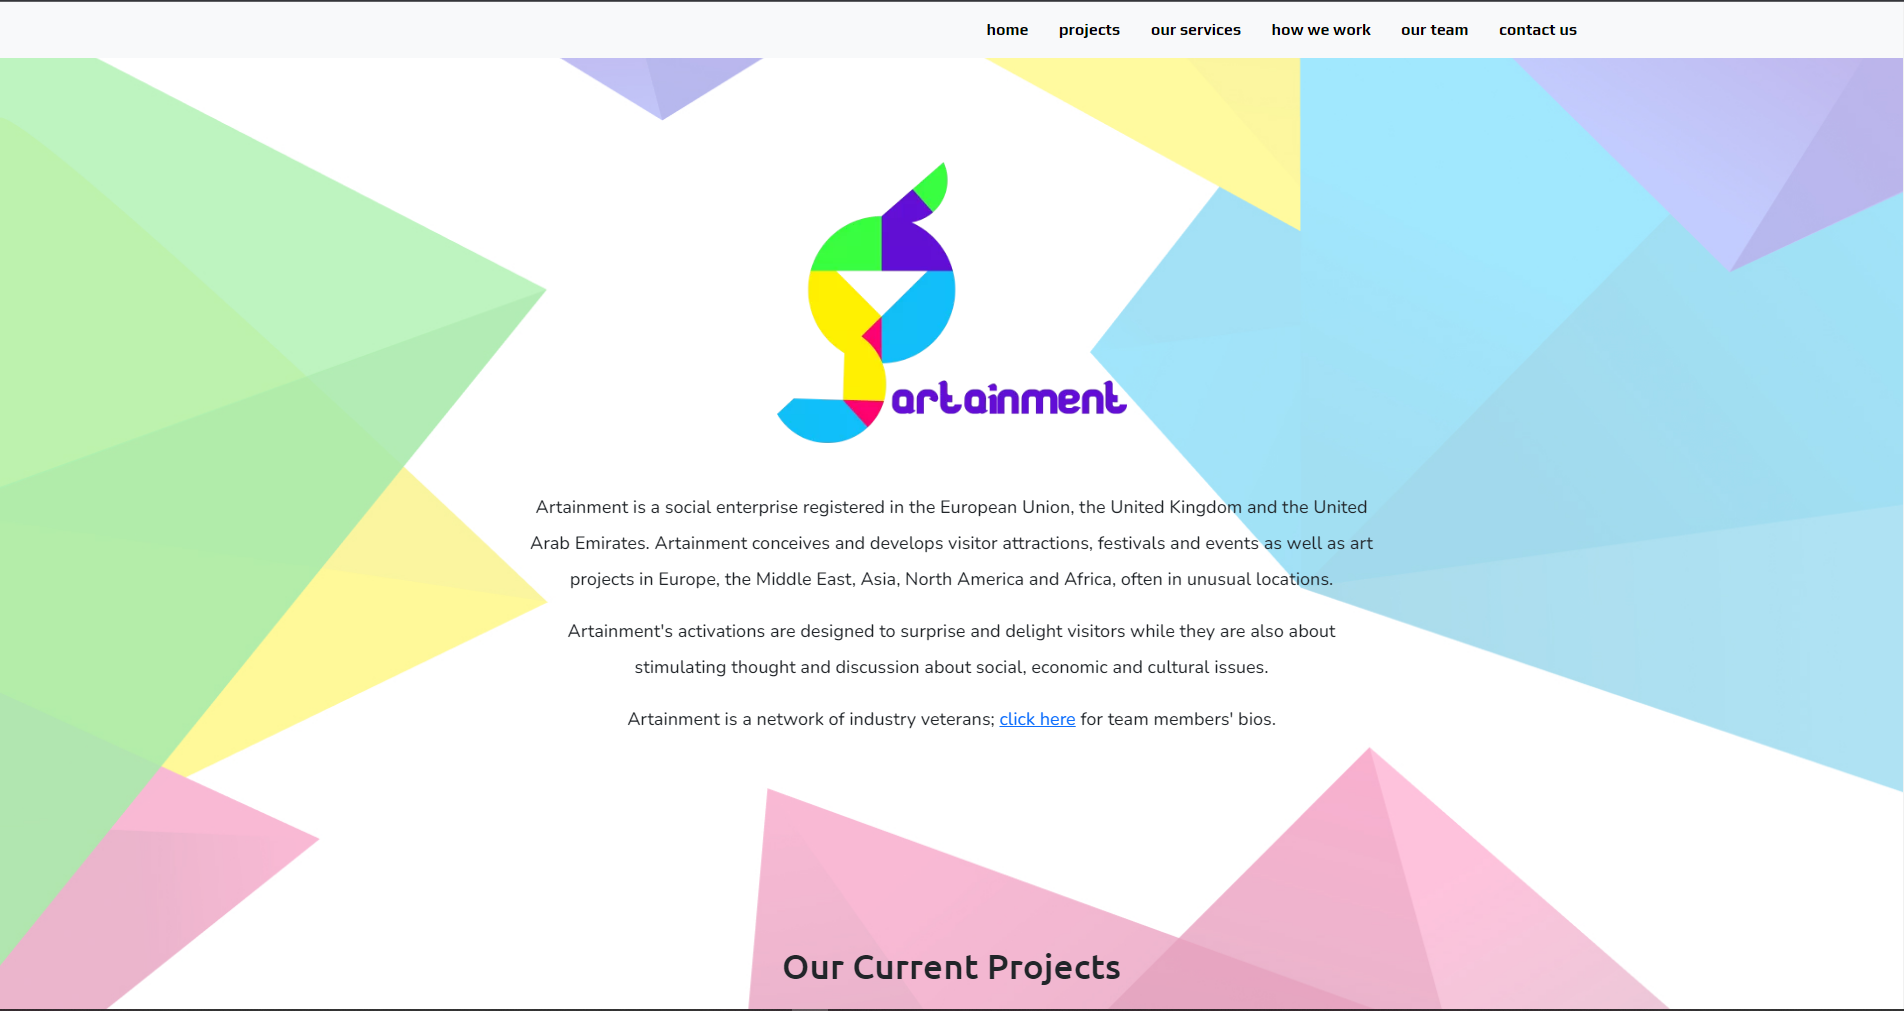 home projects our services how we work our team contact us
artainment
Artainment is a social enterprise registered in the European Union, the United Kingdom and the United
Arab Emirates. Artainment conceives and develops visitor attractions, festivals and events as well as art
projects in Europe, the Middle East, Asia, North America and Africa, often in unusual locations.
Artainment's activations are designed to surprise and delight visitors while they are also about
stimulating thought and discussion about social, economic and cultural issues.
Artainment is a network of industry veterans; click here for team members' bios.
Our Current Projects